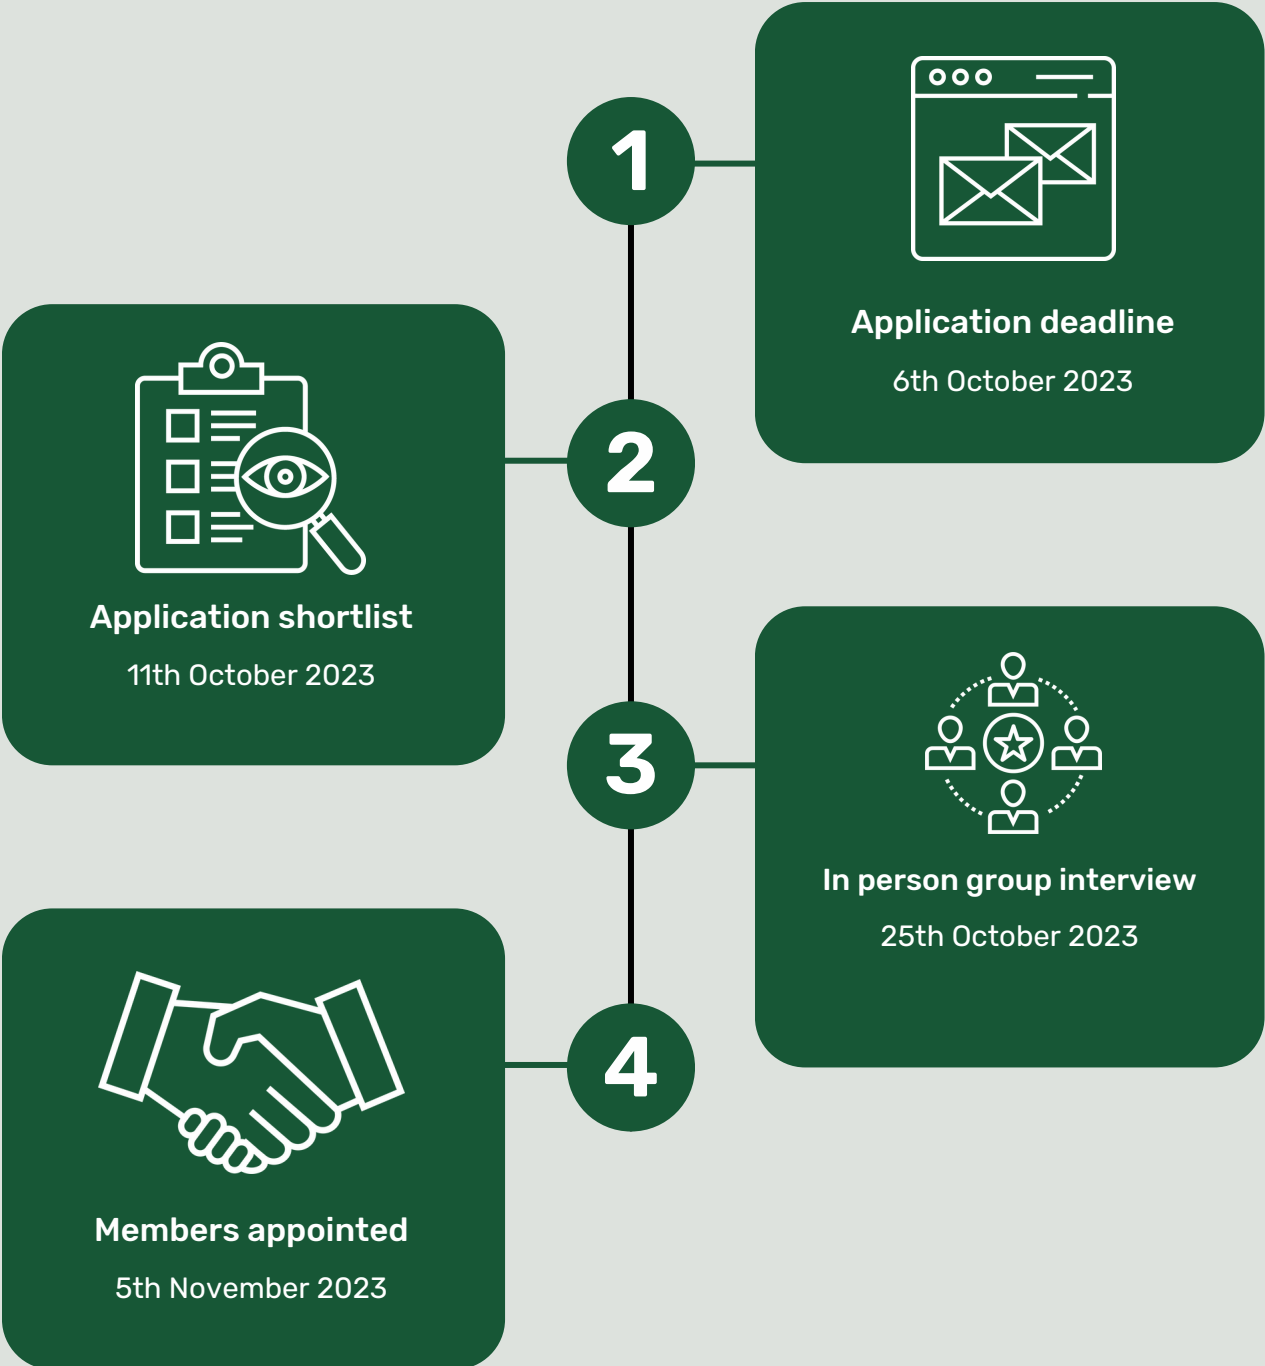 1
Application deadline
6th October 2023
2
Application shortlist
11th October 2023
3
In person group interview
25th October 2023
4
Members appointed
5th November 2023